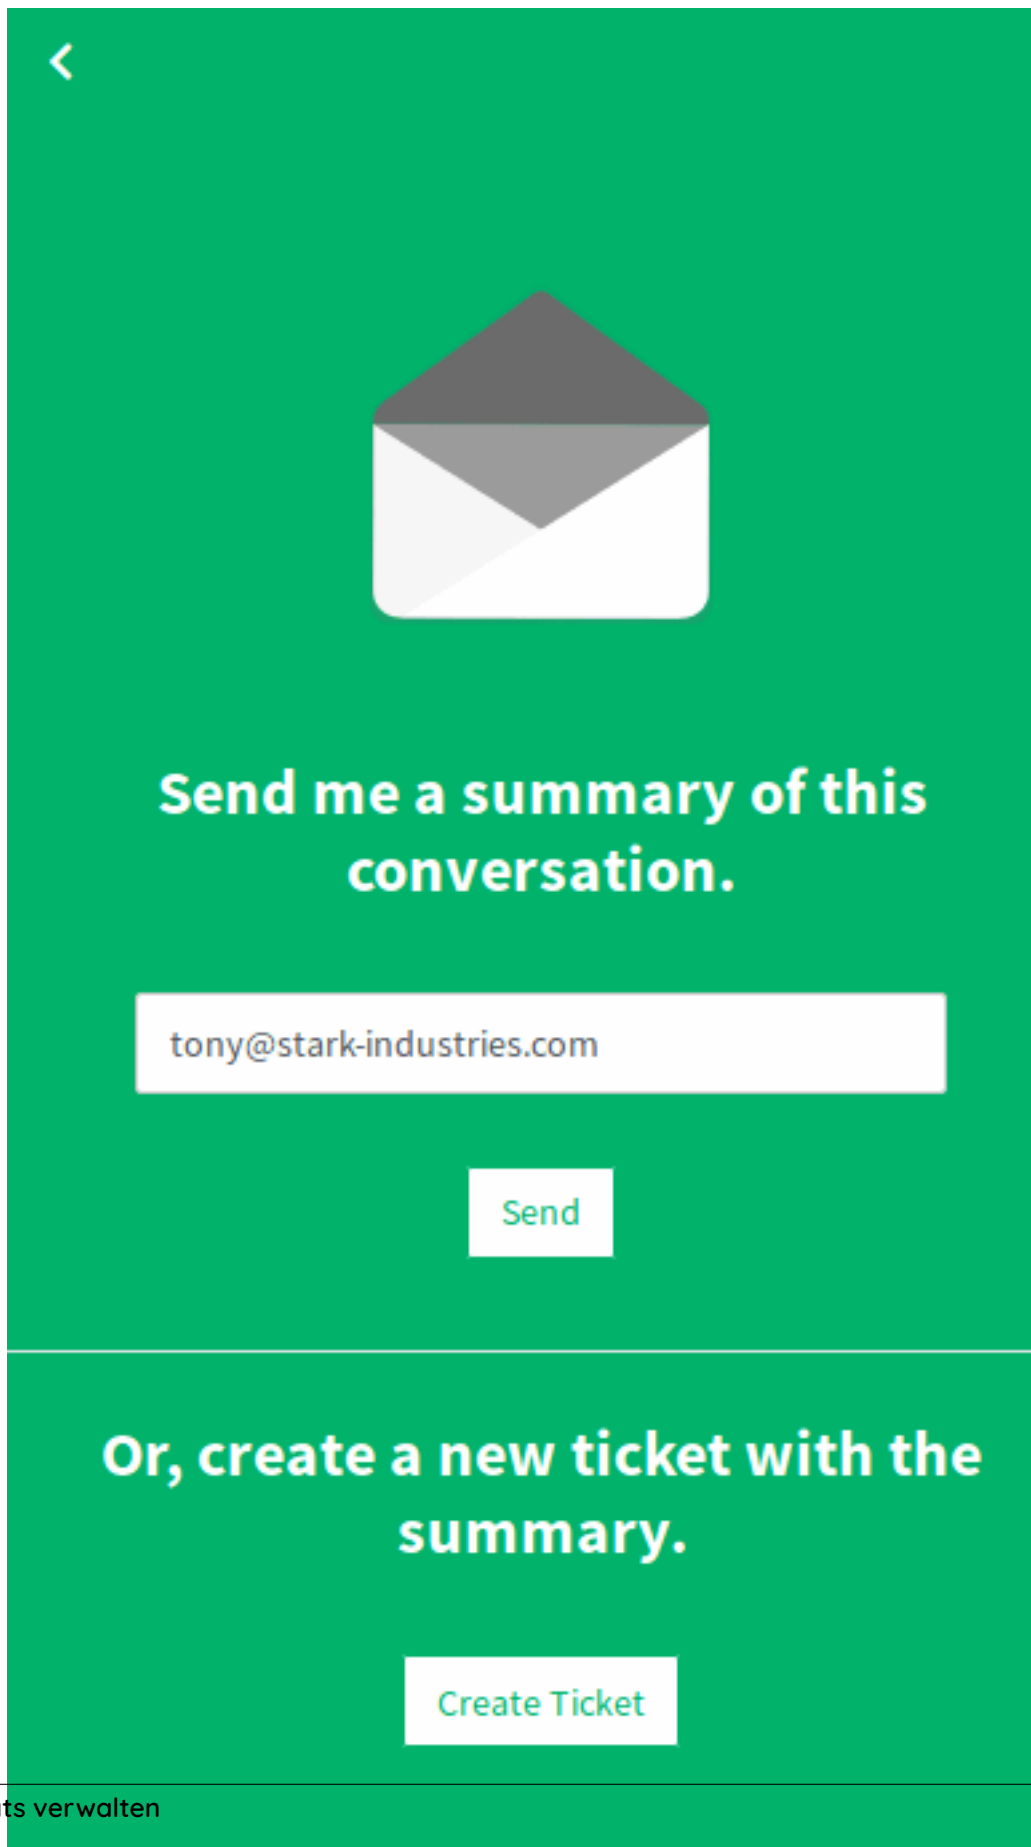 Send me a summary of this
conversation.
tony@stark-industries.com
Send
Or, create a new ticket with the
summary.
Create Ticket
verwalten